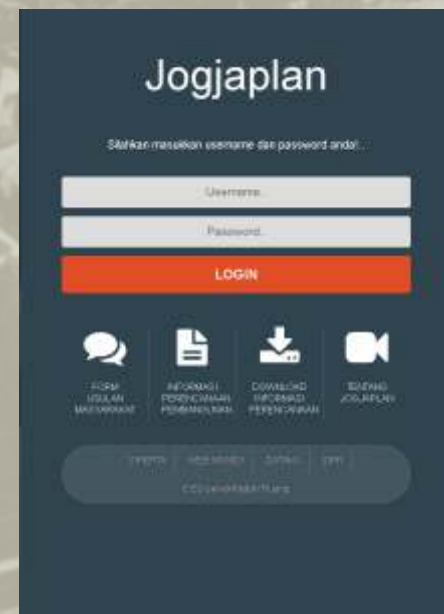 Jogjaplan
Silahkan masukkan username dan password anda!..
Username..
Password..
LOGIN
FORM
USULAN
MASYARAKAT
INFORMASI
PERENCANAAN
PEMBANGUNAN
DOWNLOAD
INFORMASI
PERENCANAAN
TENTANG
JOGJAPLAN